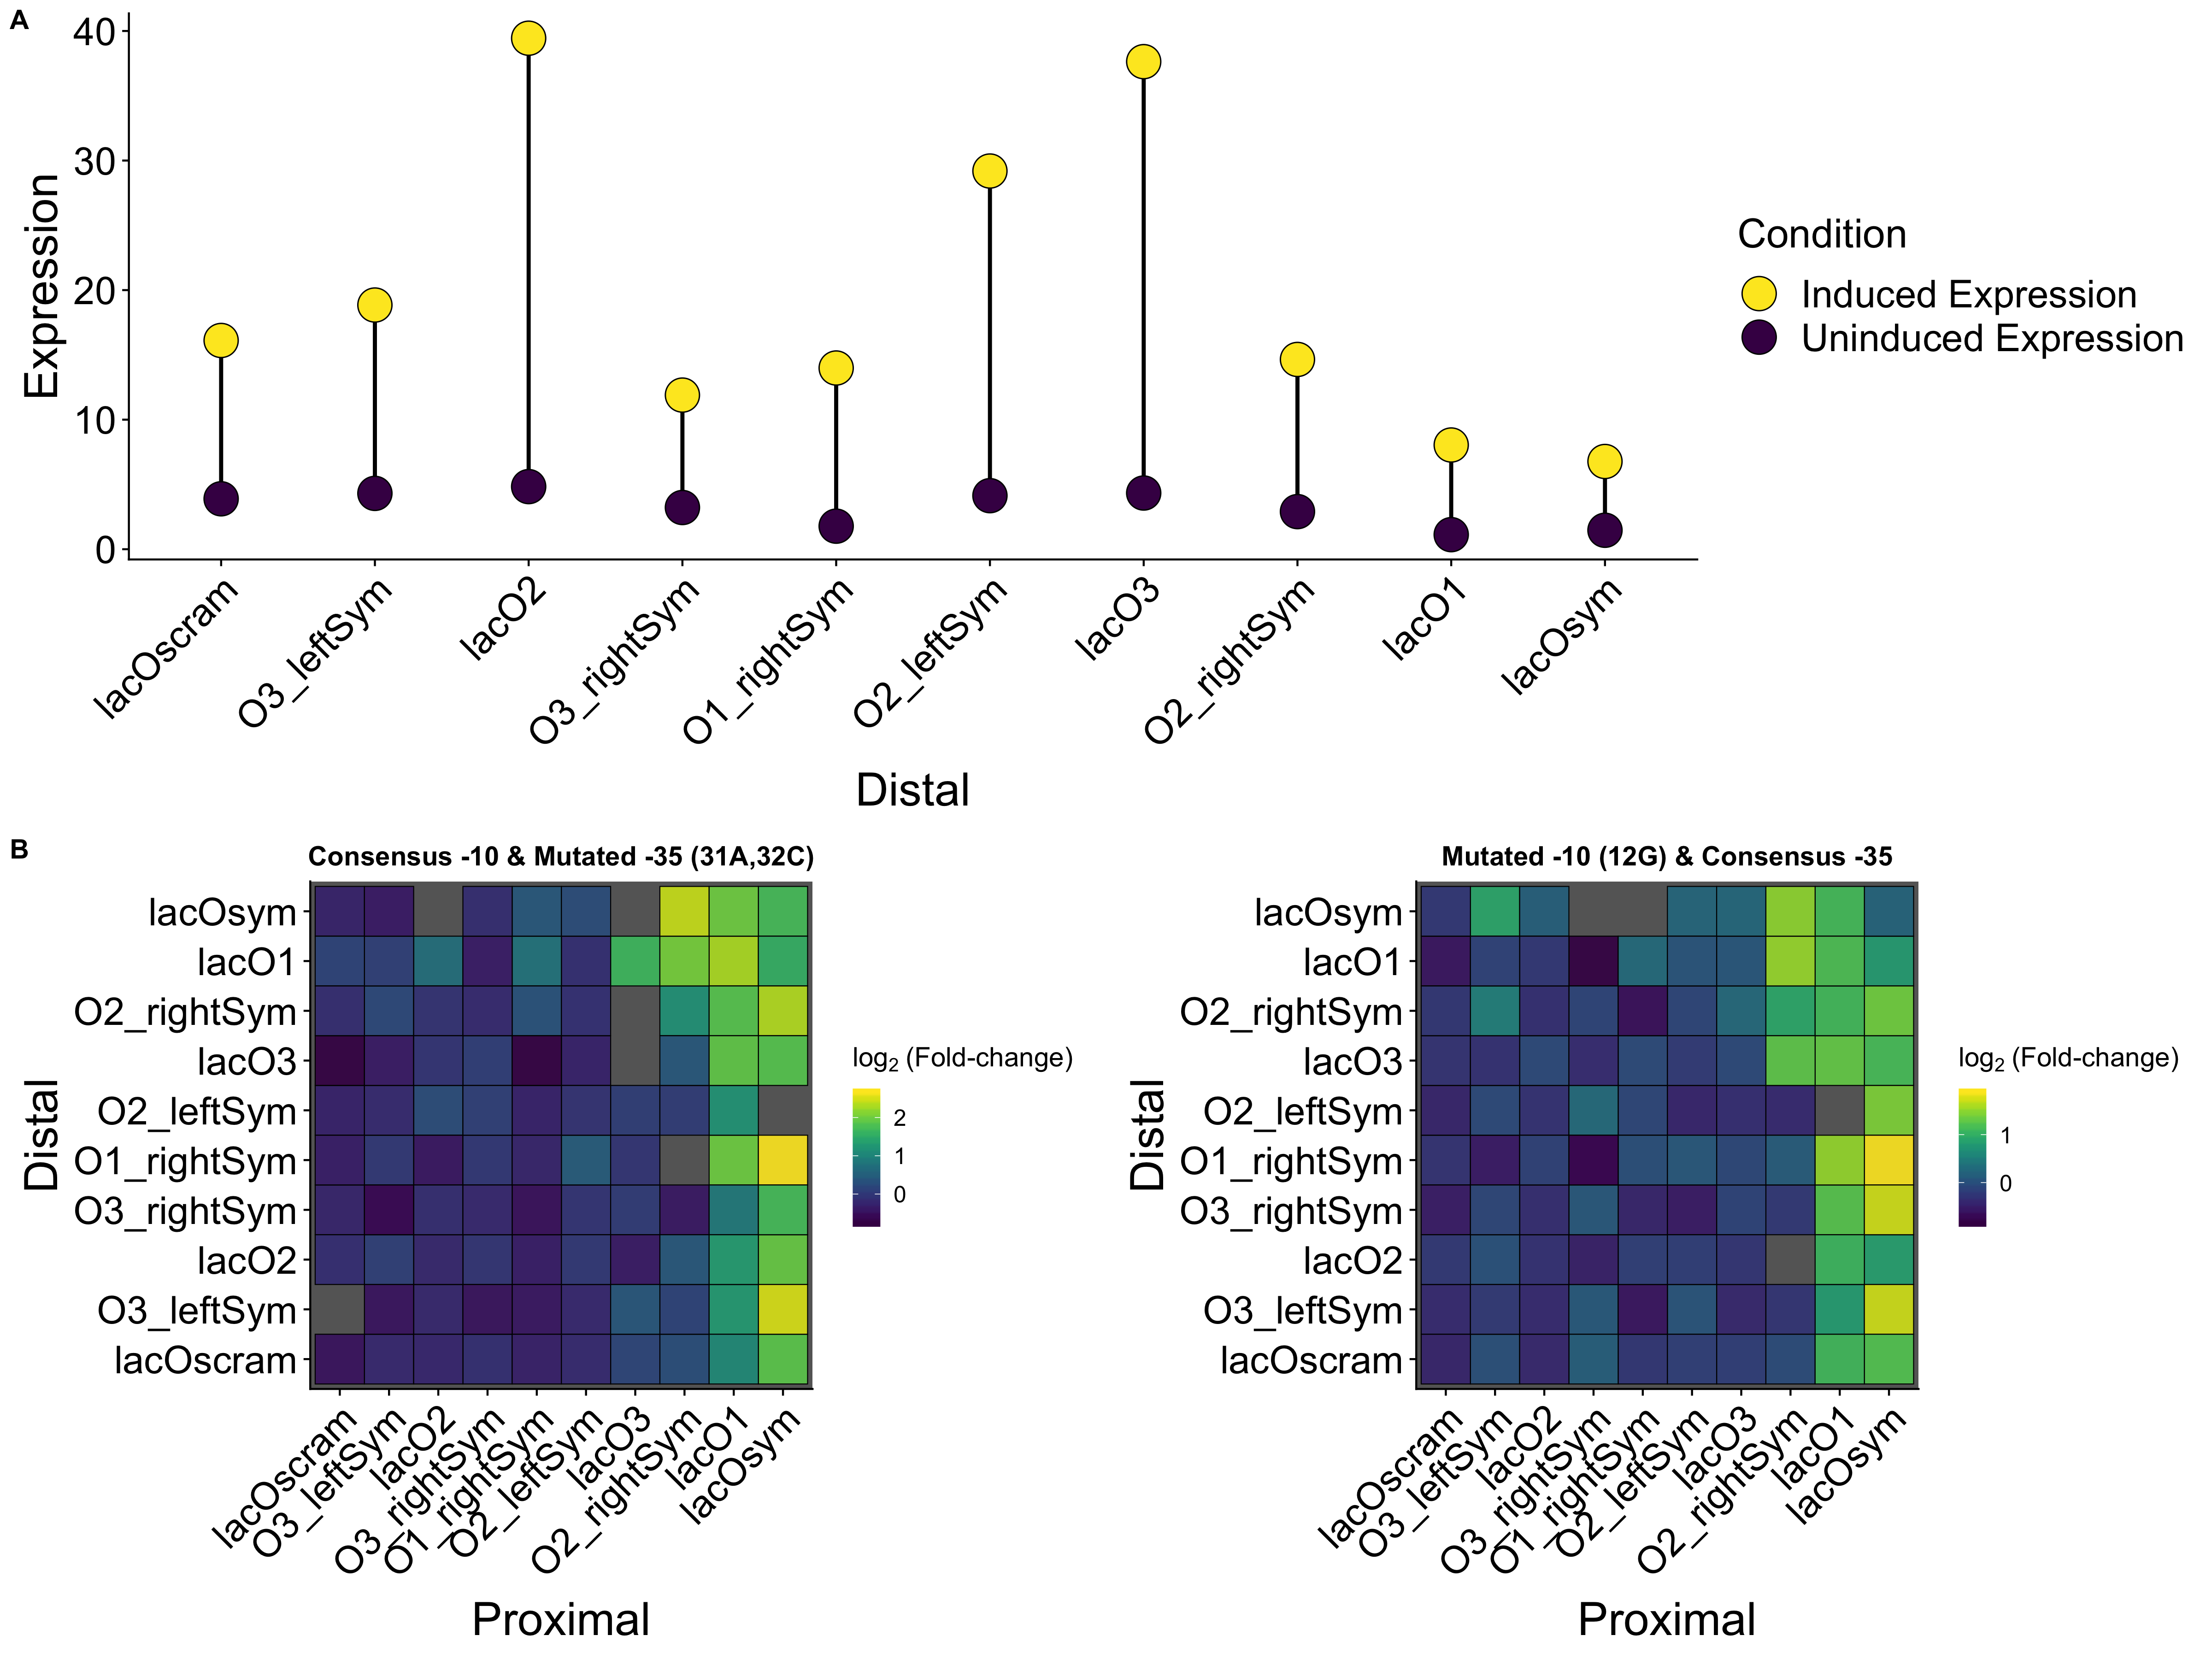 A
Expression
40
30
20
10
0
lacOscram
O3_leftSym
lacO2
O3_rightSym
O1_rightSym
O2_leftSym
lacO3
O2_rightSym
lacO1
lacOsym
Distal
Condition
Induced Expression
Uninduced Expression
B
Consensus -10 & Mutated -35 (31A,32C)
Distal
lacOsym
lacO1
O2_rightSym
lacO3
O2_leftSym
O1_rightSym
O3_rightSym
lacO2
O3_leftSym
lacOscram
lacOscram
O3_leftSym
lacO2
O3_rightSym
O1_rightSym
O2_leftSym
lacO3
O2_rightSym
lacO1
lacOsym
Proximal
log2 (Fold-change)
2
1
0
Mutated -10 (12G) & Consensus -35
Distal
lacOsym
lacO1
O2_rightSym
lacO3
O2_leftSym
O1_rightSym
O3_rightSym
lacO2
O3_leftSym
lacOscram
lacOscram
O3_leftSym
lacO2
O3_rightSym
O1_rightSym
O2_leftSym
lacO3
O2_rightSym
lacO1
lacOsym
Proximal
log2 (Fold-change)
1
0